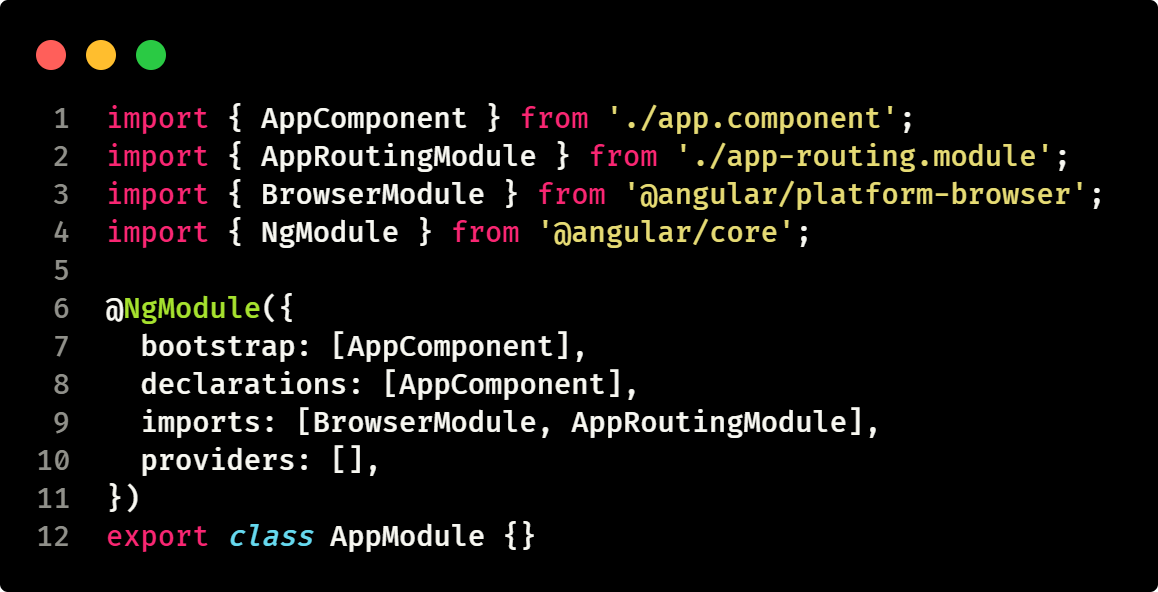 1 import { AppComponent } from './app.component';
2 import { AppRoutingModule } from './app-routing.module';
3 import { BrowserModule } from '@angular/platform-browser';
4 import { NgModule } from '@angular/core';
5
6 @NgModule({
7   bootstrap: [AppComponent],
8   declarations: [AppComponent],
9   imports: [BrowserModule, AppRoutingModule],
10   providers: [],
11 })
12 export class AppModule {}